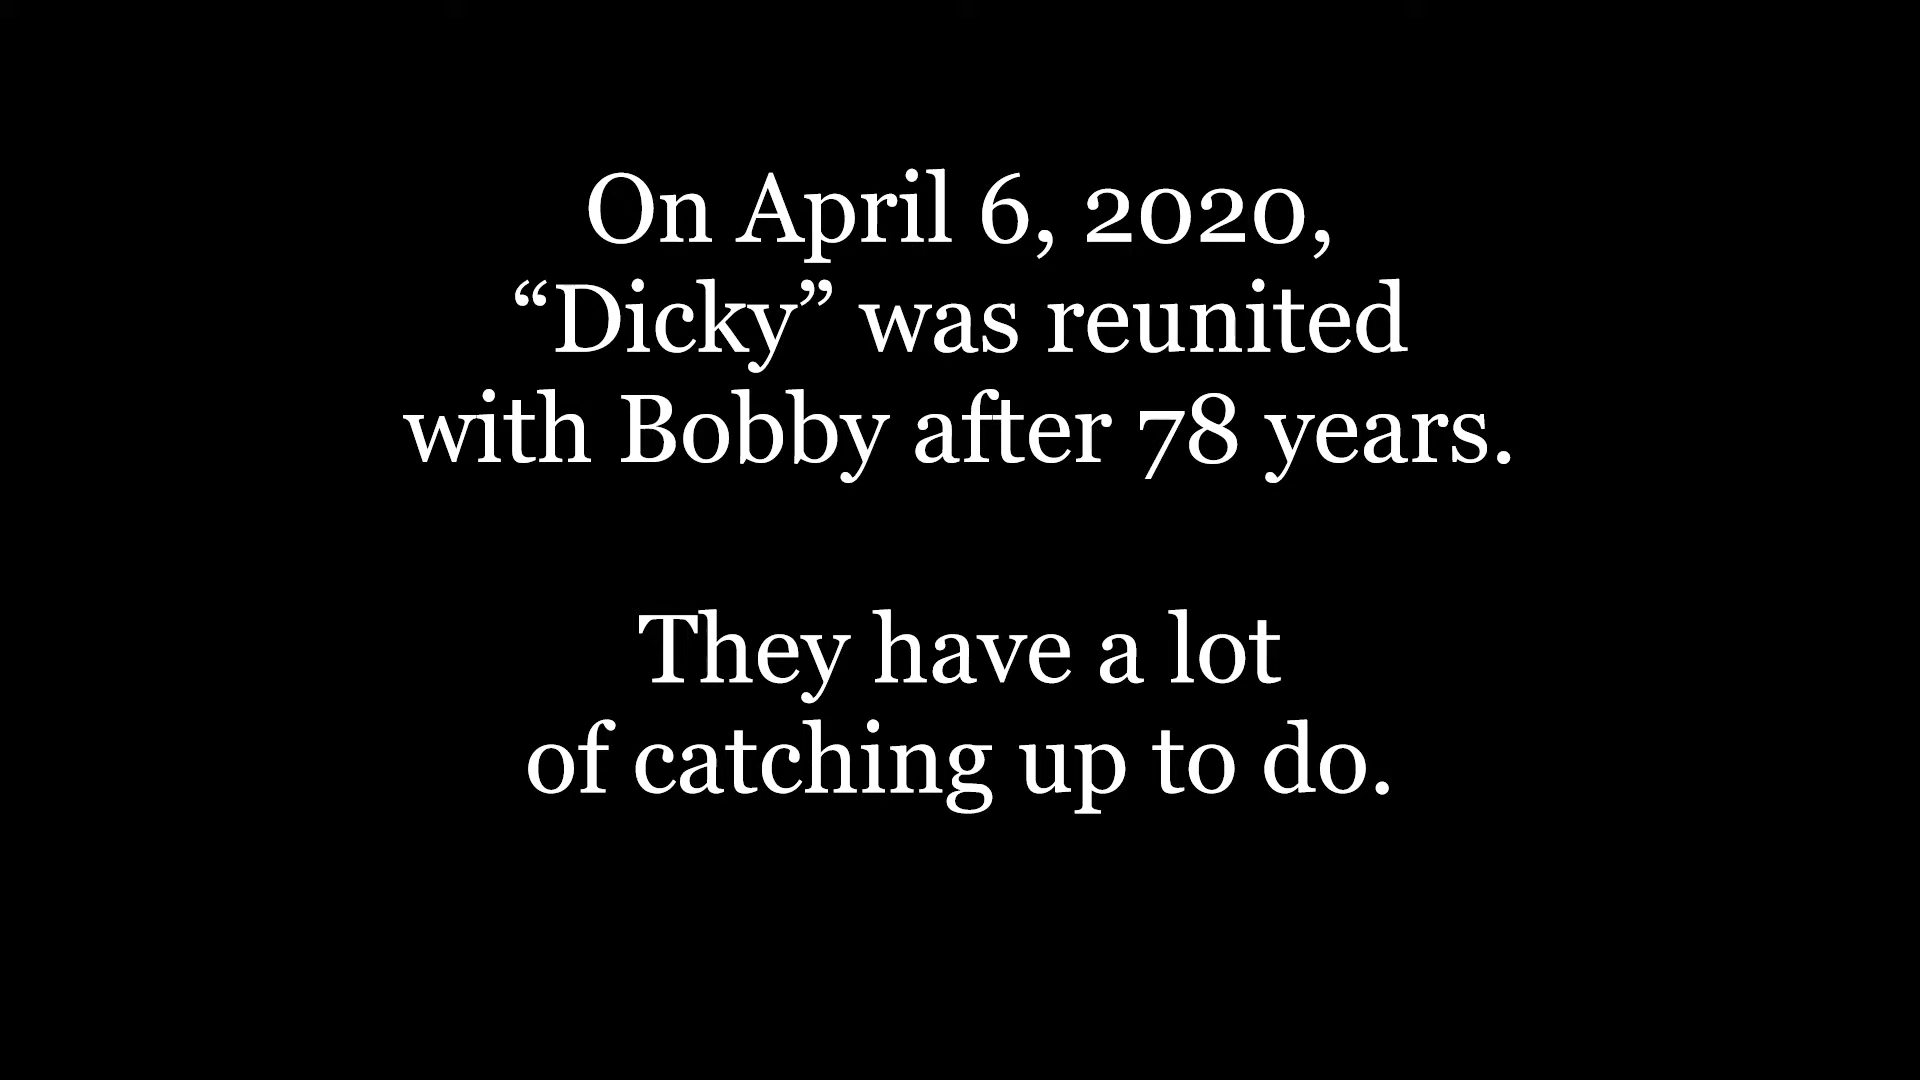 On April 6, 2020,
“Dicky” was reunited
with Bobby after 78 years.
They have a lot
of catching up to do.